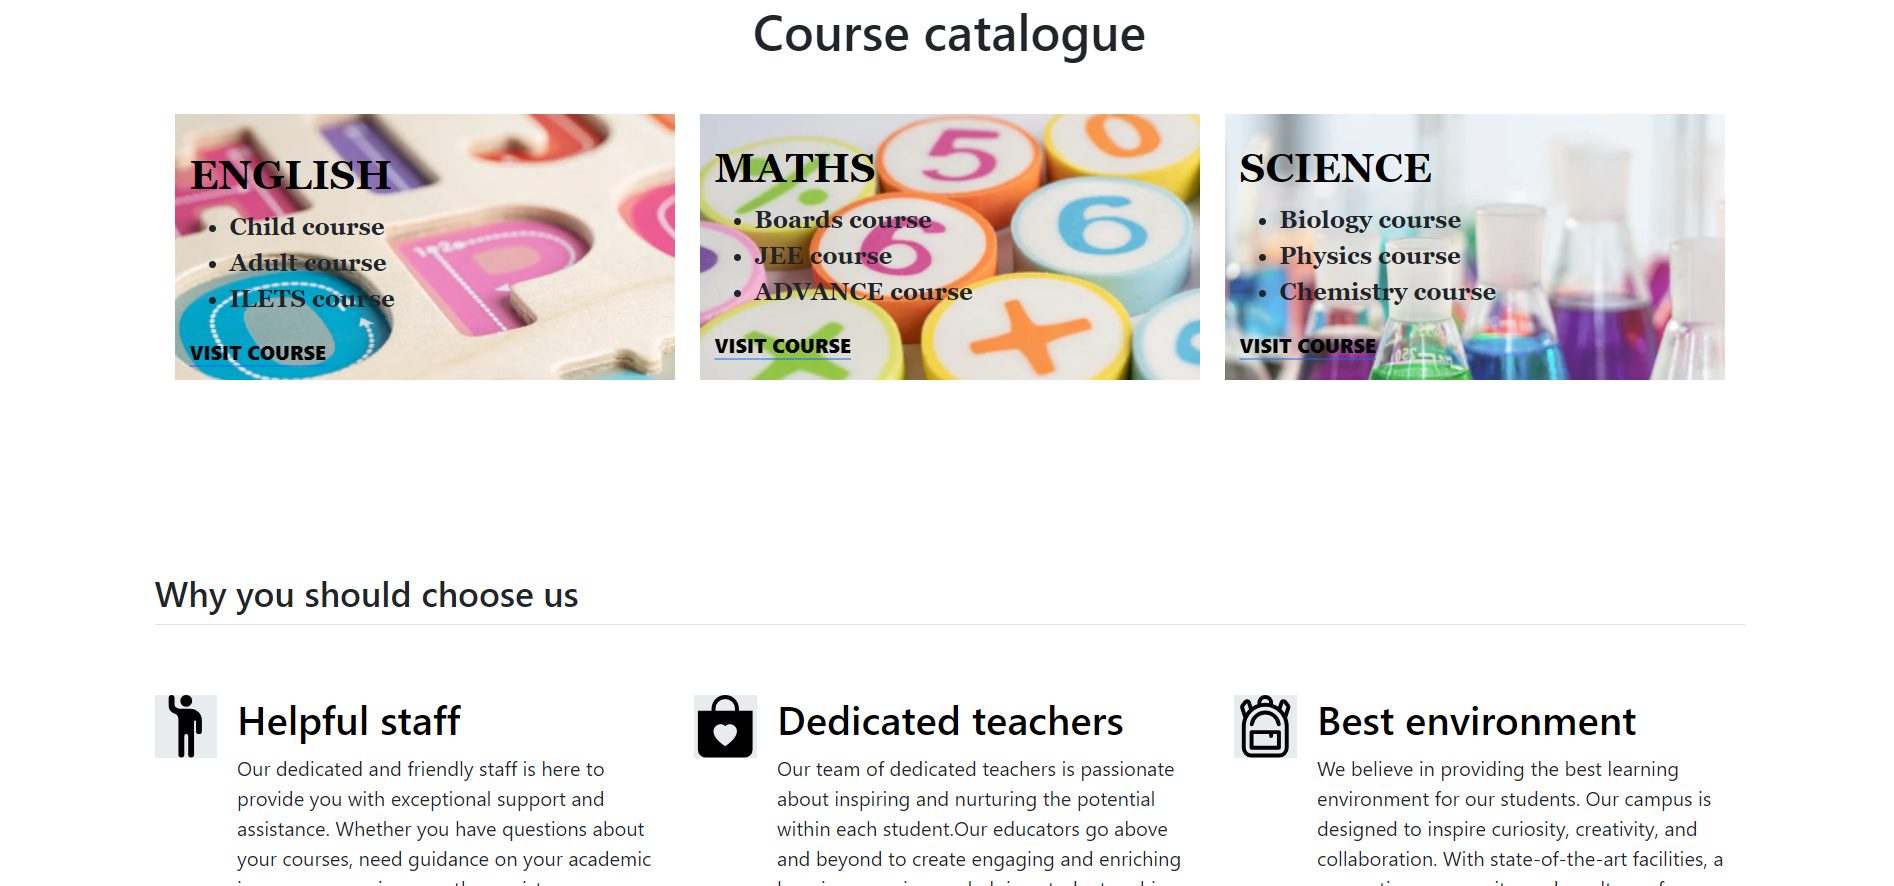 Course catalogue
ENGLISH
Child course
Adult course
ILETS course
VISIT COURSE
MATHS
Boards course
JEE course
ADVANCE course
VISIT COURSE
SCIENCE
Biology course
Physics course
Chemistry course
VISIT COURSE
Why you should choose us
Helpful staff
Our dedicated and friendly staff is here to
provide you with exceptional support and
assistance. Whether you have questions about
your courses, need guidance on your academic
Dedicated teachers
Our team of dedicated teachers is passionate
about inspiring and nurturing the potential
within each student.Our educators go above
and beyond to create engaging and enriching
Best environment
We believe in providing the best learning
environment for our students. Our campus is
designed to inspire curiosity, creativity, and
collaboration. With state-of-the-art facilities, a